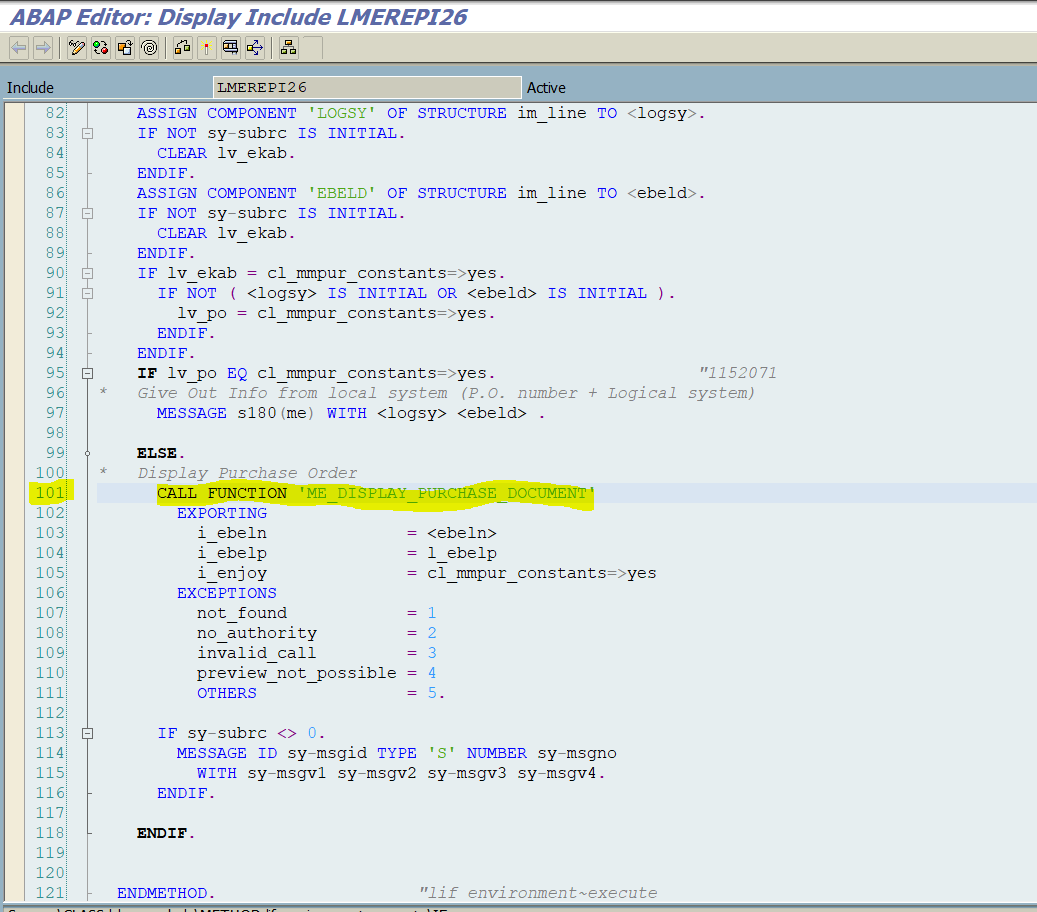 ABAP Editor: Display Include LMEREPI26
Include LMEREPI26 Active
82 ASSIGN COMPONENT 'LOGSY' OF STRUCTURE im_line TO <logsy>.
83 IF NOT sy-subrc IS INITIAL.
84 CLEAR lv_ekab.
85 ENDIF.
86 ASSIGN COMPONENT 'EBELD' OF STRUCTURE im_line TO <ebeld>.
87 IF NOT sy-subrc IS INITIAL.
88 CLEAR lv_ekab.
89 ENDIF.
90 IF lv_ekab = cl_mmpur_constants=>yes.
91 IF NOT ( <logsy> IS INITIAL OR <ebeld> IS INITIAL ).
92 lv_po = cl_mmpur_constants=>yes.
93 ENDIF.
94 ENDIF.
95 IF lv_po EQ cl_mmpur_constants=>yes. "1152071
96 * Give Out Info from local system (P.O. number + Logical system)
97 MESSAGE s180(me) WITH <logsy> <ebeld> .
98
99 ELSE.
100 * Display Purchase Order
101 CALL FUNCTION 'ME_DISPLAY_PURCHASE_DOCUMENT'
102 EXPORTING
103 i_ebeln = <ebeln>
104 i_ebelp = l_ebelp
105 i_enjoy = cl_mmpur_constants=>yes
106 EXCEPTIONS
107 not_found = 1
108 no_authority = 2
109 invalid_call = 3
110 preview_not_possible = 4
111 OTHERS = 5.
112
113 IF sy-subrc <> 0.
114 MESSAGE ID sy-msgid TYPE 'S' NUMBER sy-msgno
115 WITH sy-msgv1 sy-msgv2 sy-msgv3 sy-msgv4.
116 ENDIF.
117
118 ENDIF.
119
120
121 ENDMETHOD. "lif_environment~execute